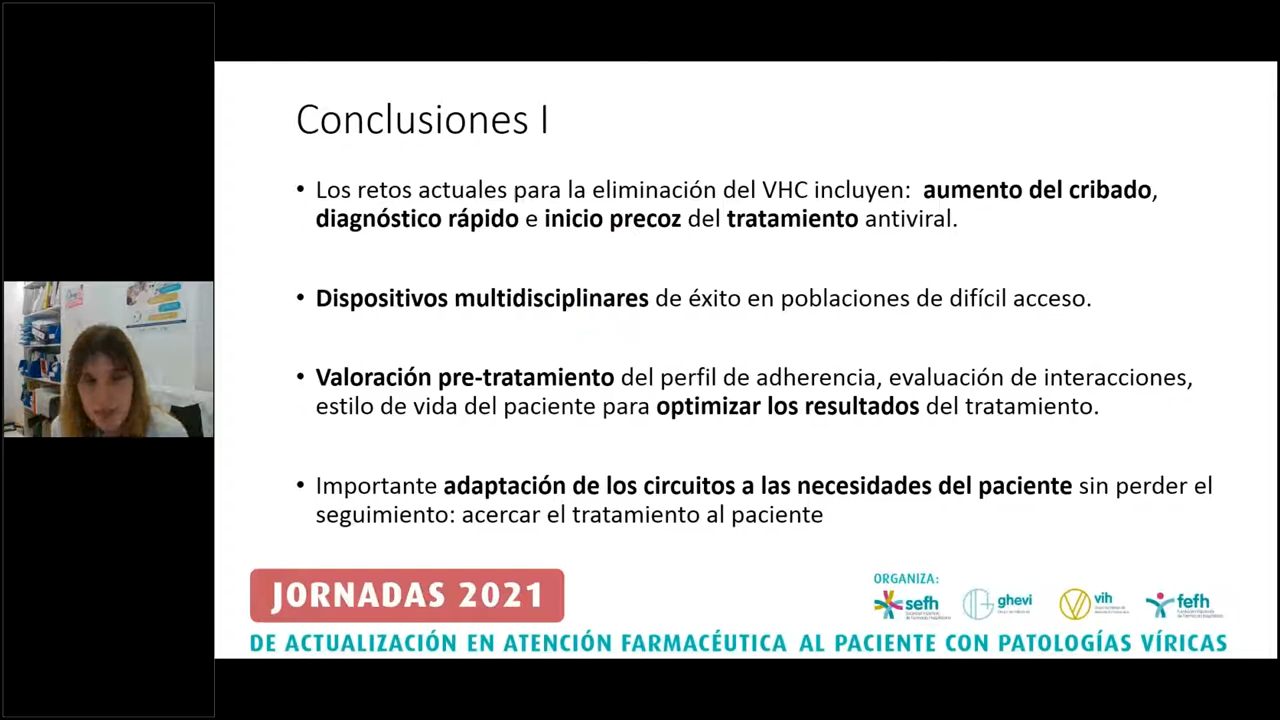 Conclusiones I
• Los retos actuales para la eliminación del VHC incluyen: aumento del cribado,
diagnóstico rápido e inicio precoz del tratamiento antiviral.
• Dispositivos multidisciplinares de éxito en poblaciones de difícil acceso.
• Valoración pre-tratamiento del perfil de adherencia, evaluación de interacciones,
estilo de vida del paciente para optimizar los resultados del tratamiento.
• Importante adaptación de los circuitos a las necesidades del paciente sin perder el
seguimiento: acercar el tratamiento al paciente
JORNADAS 2021
ORGANIZA:
sefh
ghevi
vih
fefh
DE ACTUALIZACIÓN EN ATENCIÓN FARMACÉUTICA AL PACIENTE CON PATOLOGÍAS VÍRICAS